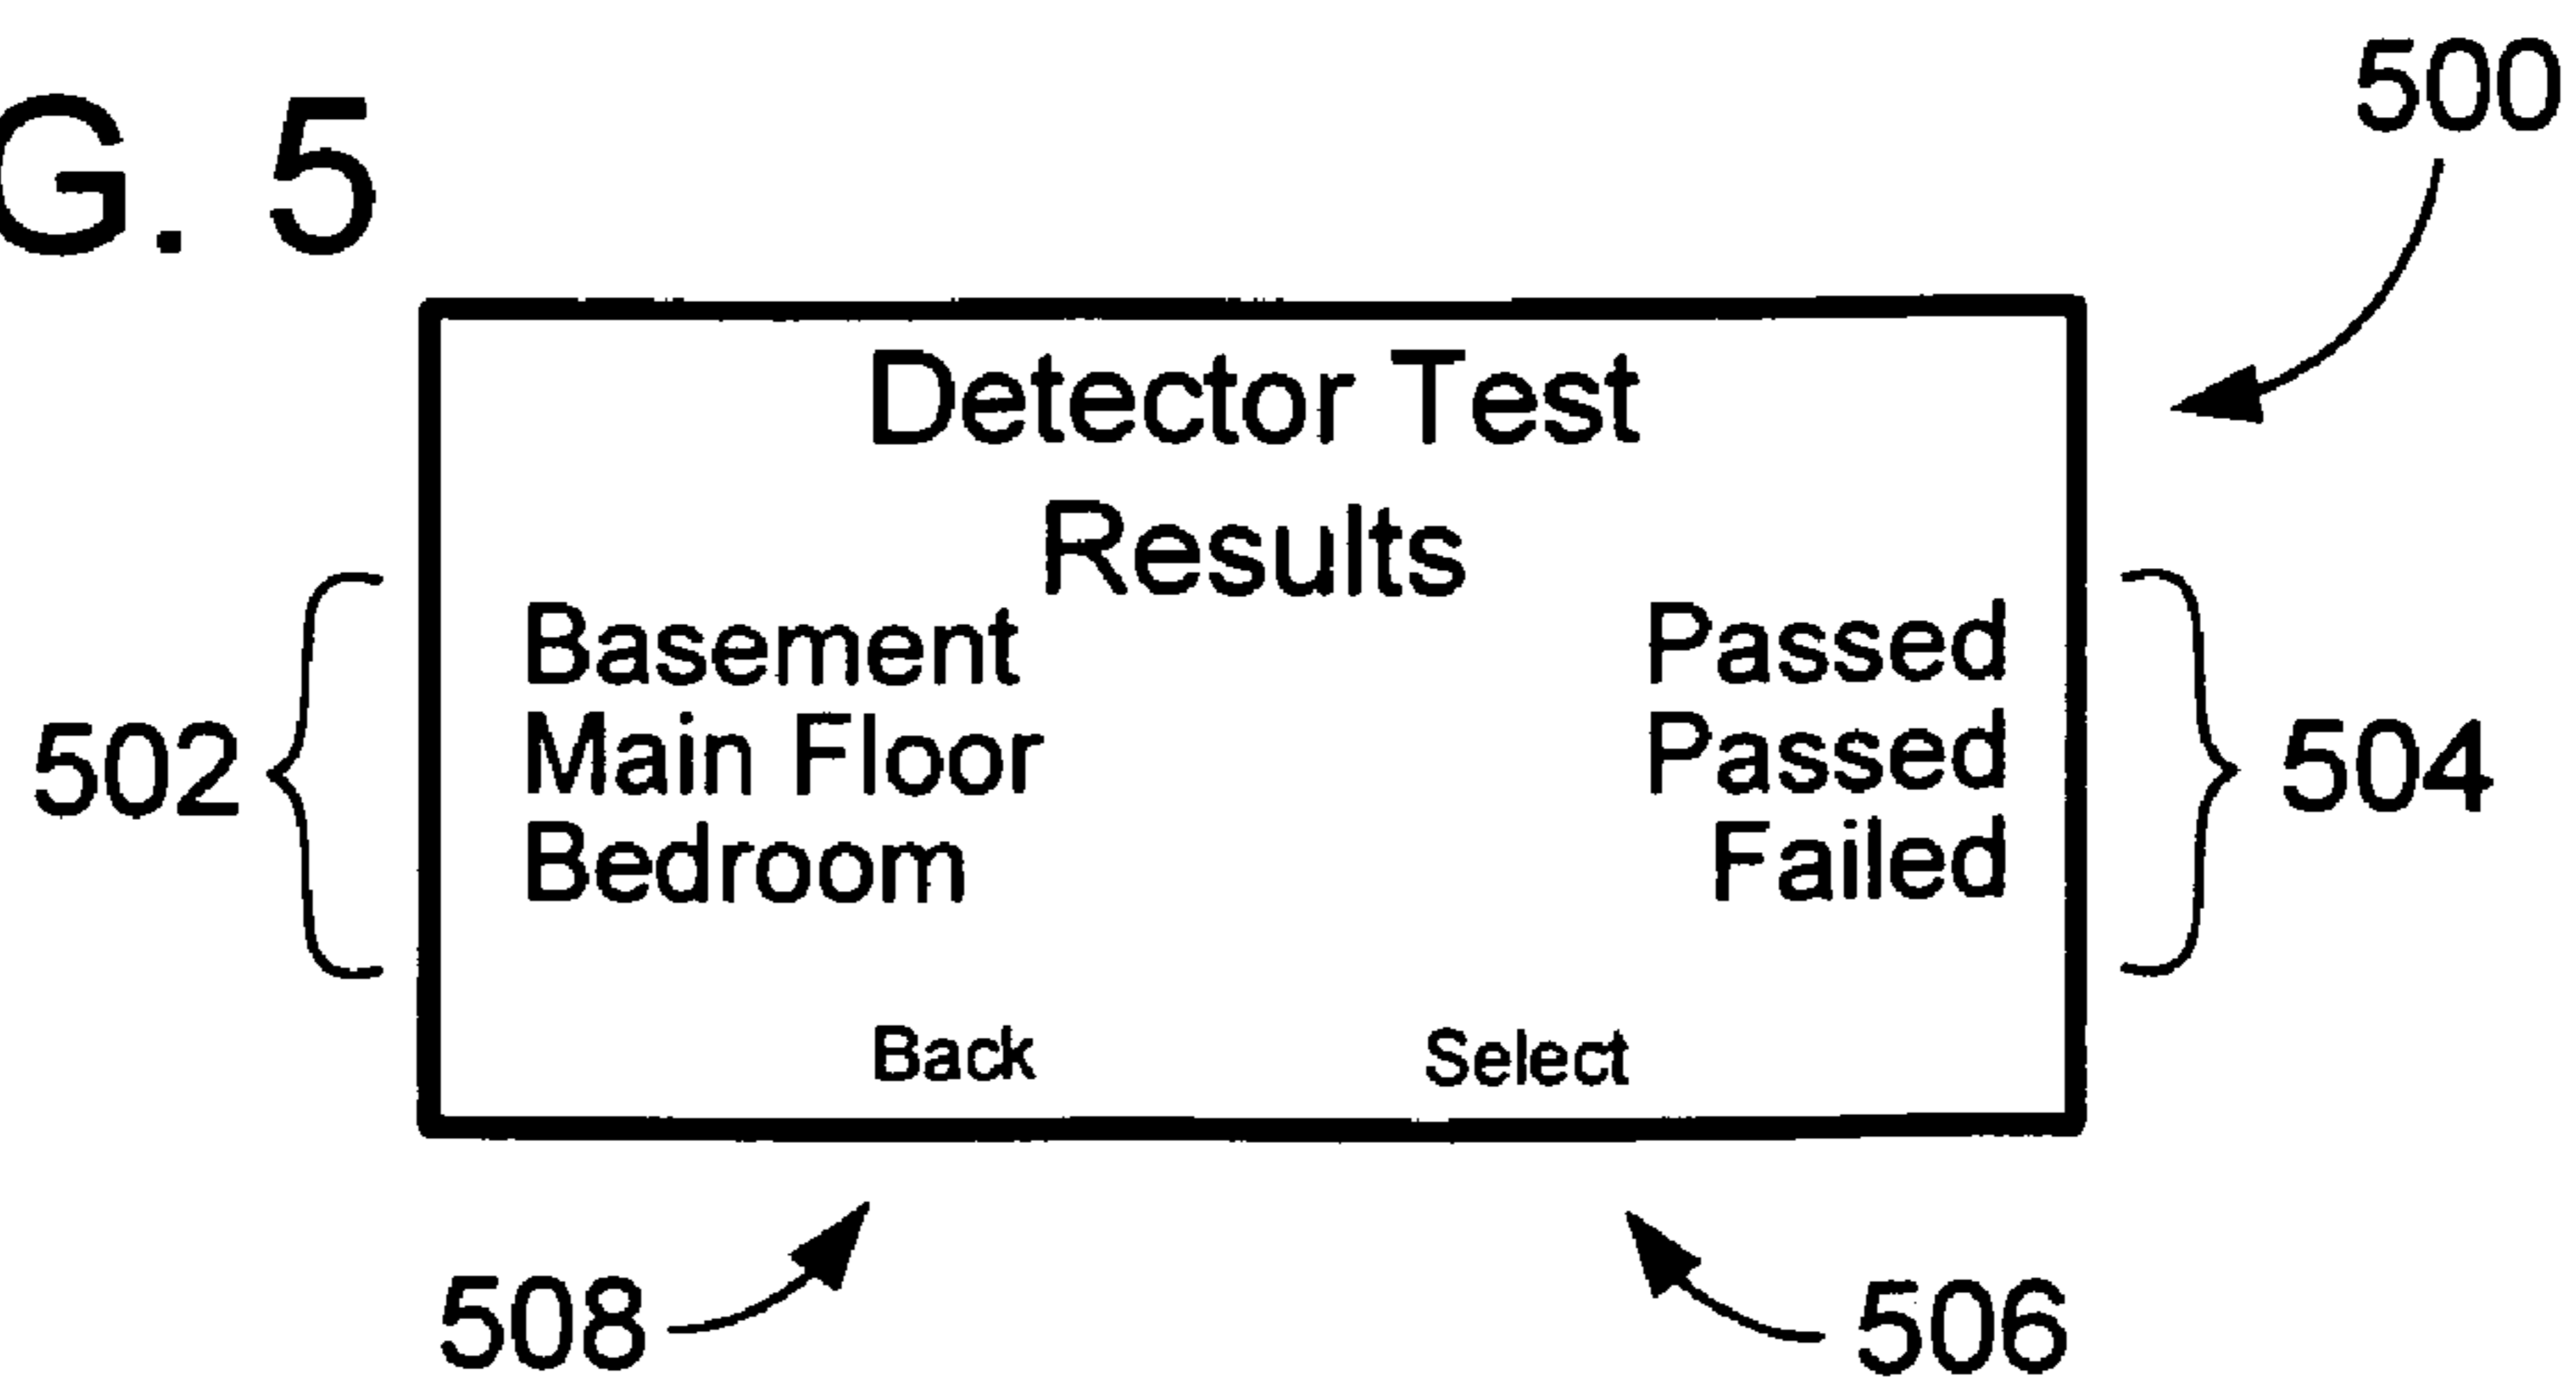 G. 5
500
Detector Test
Results
Basement Passed
Main Floor Passed
Bedroom Failed
502
504
Back Select
508
506